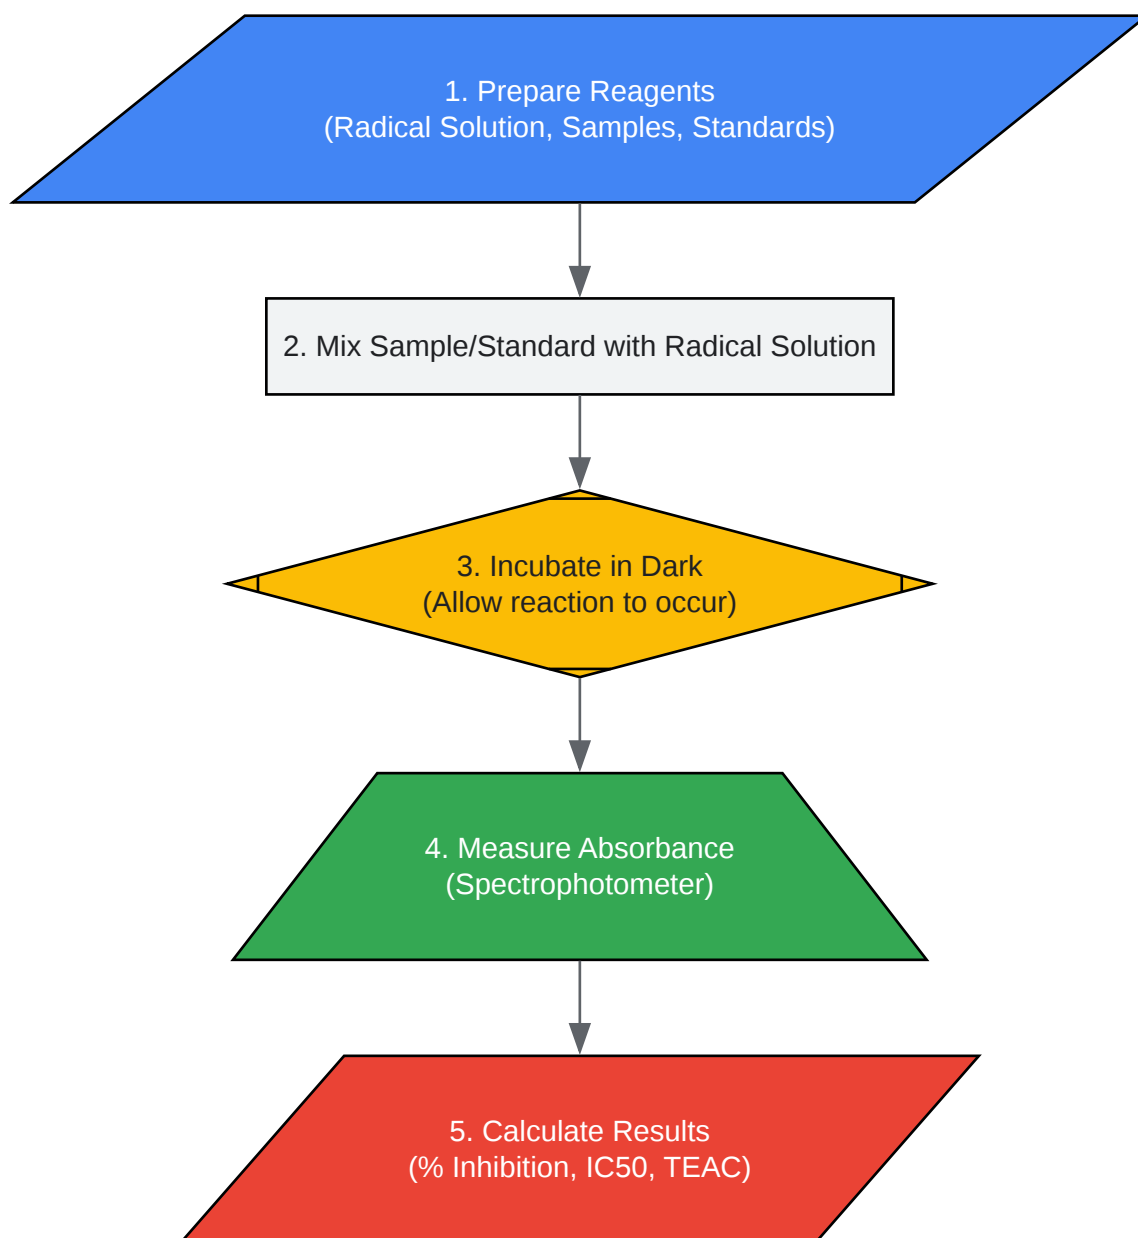 1. Prepare Reagents
(Radical Solution, Samples, Standards)
2. Mix Sample/Standard with Radical Solution
3. Incubate in Dark
(Allow reaction to occur)
4. Measure Absorbance
(Spectrophotometer)
5. Calculate Results
(% Inhibition, IC50, TEAC)